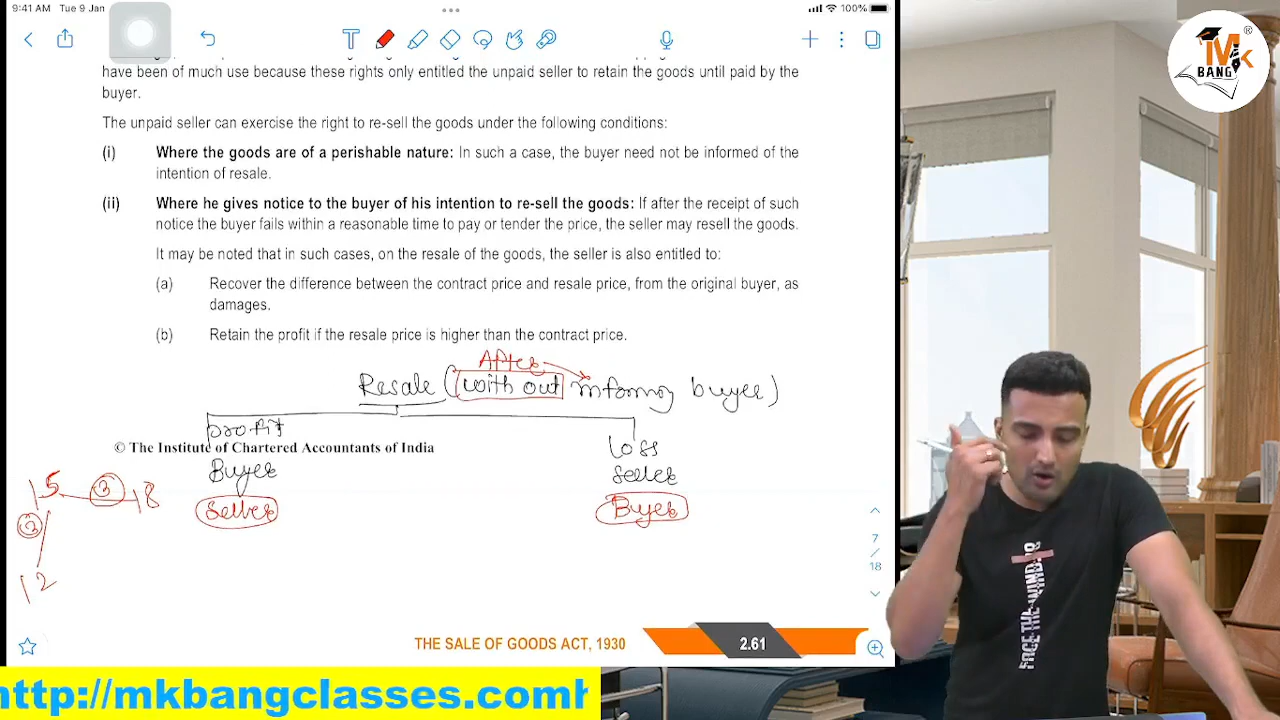 9:41 AM Tue 9 Jan
100%
T
MK
BANG
®
have been of much use because these rights only entitled the unpaid seller to retain the goods until paid by the
buyer.
The unpaid seller can exercise the right to re-sell the goods under the following conditions:
(i) Where the goods are of a perishable nature: In such a case, the buyer need not be informed of the
intention of resale.
(ii) Where he gives notice to the buyer of his intention to re-sell the goods: If after the receipt of such
notice the buyer fails within a reasonable time to pay or tender the price, the seller may resell the goods.
It may be noted that in such cases, on the resale of the goods, the seller is also entitled to:
(a) Recover the difference between the contract price and resale price, from the original buyer, as
damages.
(b) Retain the profit if the resale price is higher than the contract price.
After
Resale (with out informing buyer)
profit
loss
© The Institute of Chartered Accountants of India
Buyer
Seller
Seller
Buyer
15 3 18
12
7
/
18
THE SALE OF GOODS ACT, 1930 2.61
FACE THE WIND
http://mkbangclasses.com